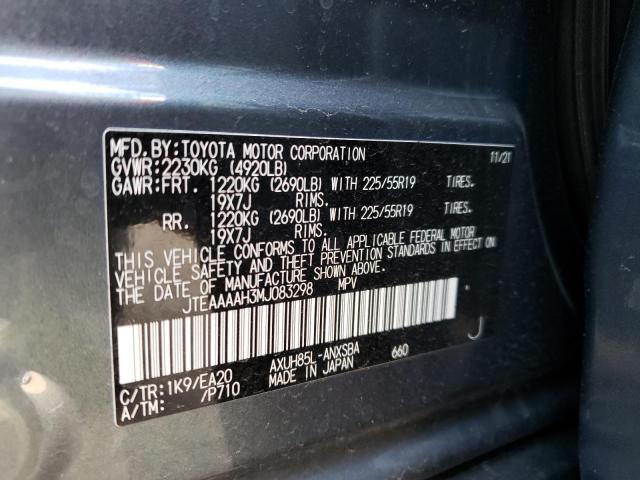 MFD. BY: TOYOTA MOTOR CORPORATION 11/21
GVWR: 2230KG (4920LB)
GAWR: FRT. 1220KG (2690LB) WITH 225/55R19 TIRES.
19X7J RIMS.
RR. 1220KG (2690LB) WITH 225/55R19 TIRES.
19X7J RIMS.
THIS VEHICLE CONFORMS TO ALL APPLICABLE FEDERAL MOTOR
VEHICLE SAFETY AND THEFT PREVENTION STANDARDS IN EFFECT ON
THE DATE OF MANUFACTURE SHOWN ABOVE.
JTEAAAAH3MJ083298 MPV
J
C/TR: 1K9/EA20 AXUH85L-ANXSBA 660
A/TM: /P710 MADE IN JAPAN